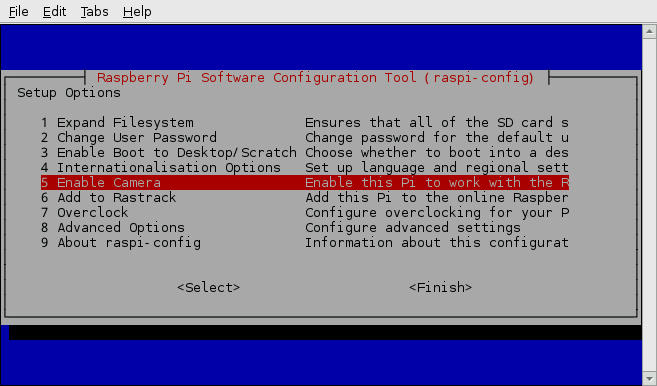 File Edit Tabs Help
Raspberry Pi Software Configuration Tool (raspi-config)
Setup Options
1 Expand Filesystem Ensures that all of the SD card s
2 Change User Password Change password for the default u
3 Enable Boot to Desktop/Scratch Choose whether to boot into a des
4 Internationalisation Options Set up language and regional sett
5 Enable Camera Enable this Pi to work with the R
6 Add to Rastrack Add this Pi to the online Raspber
7 Overclock Configure overclocking for your P
8 Advanced Options Configure advanced settings
9 About raspi-config Information about this configurat
<Select> <Finish>